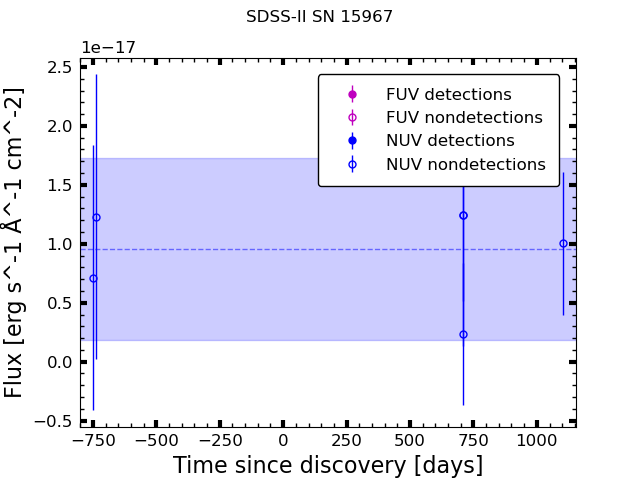 SDSS-II SN 15967
1e−17
2.5
2.0
1.5
1.0
0.5
0.0
−0.5
Flux [erg s^-1 Å^-1 cm^-2]
FUV detections
FUV nondetections
NUV detections
NUV nondetections
−750 −500 −250 0 250 500 750 1000
Time since discovery [days]